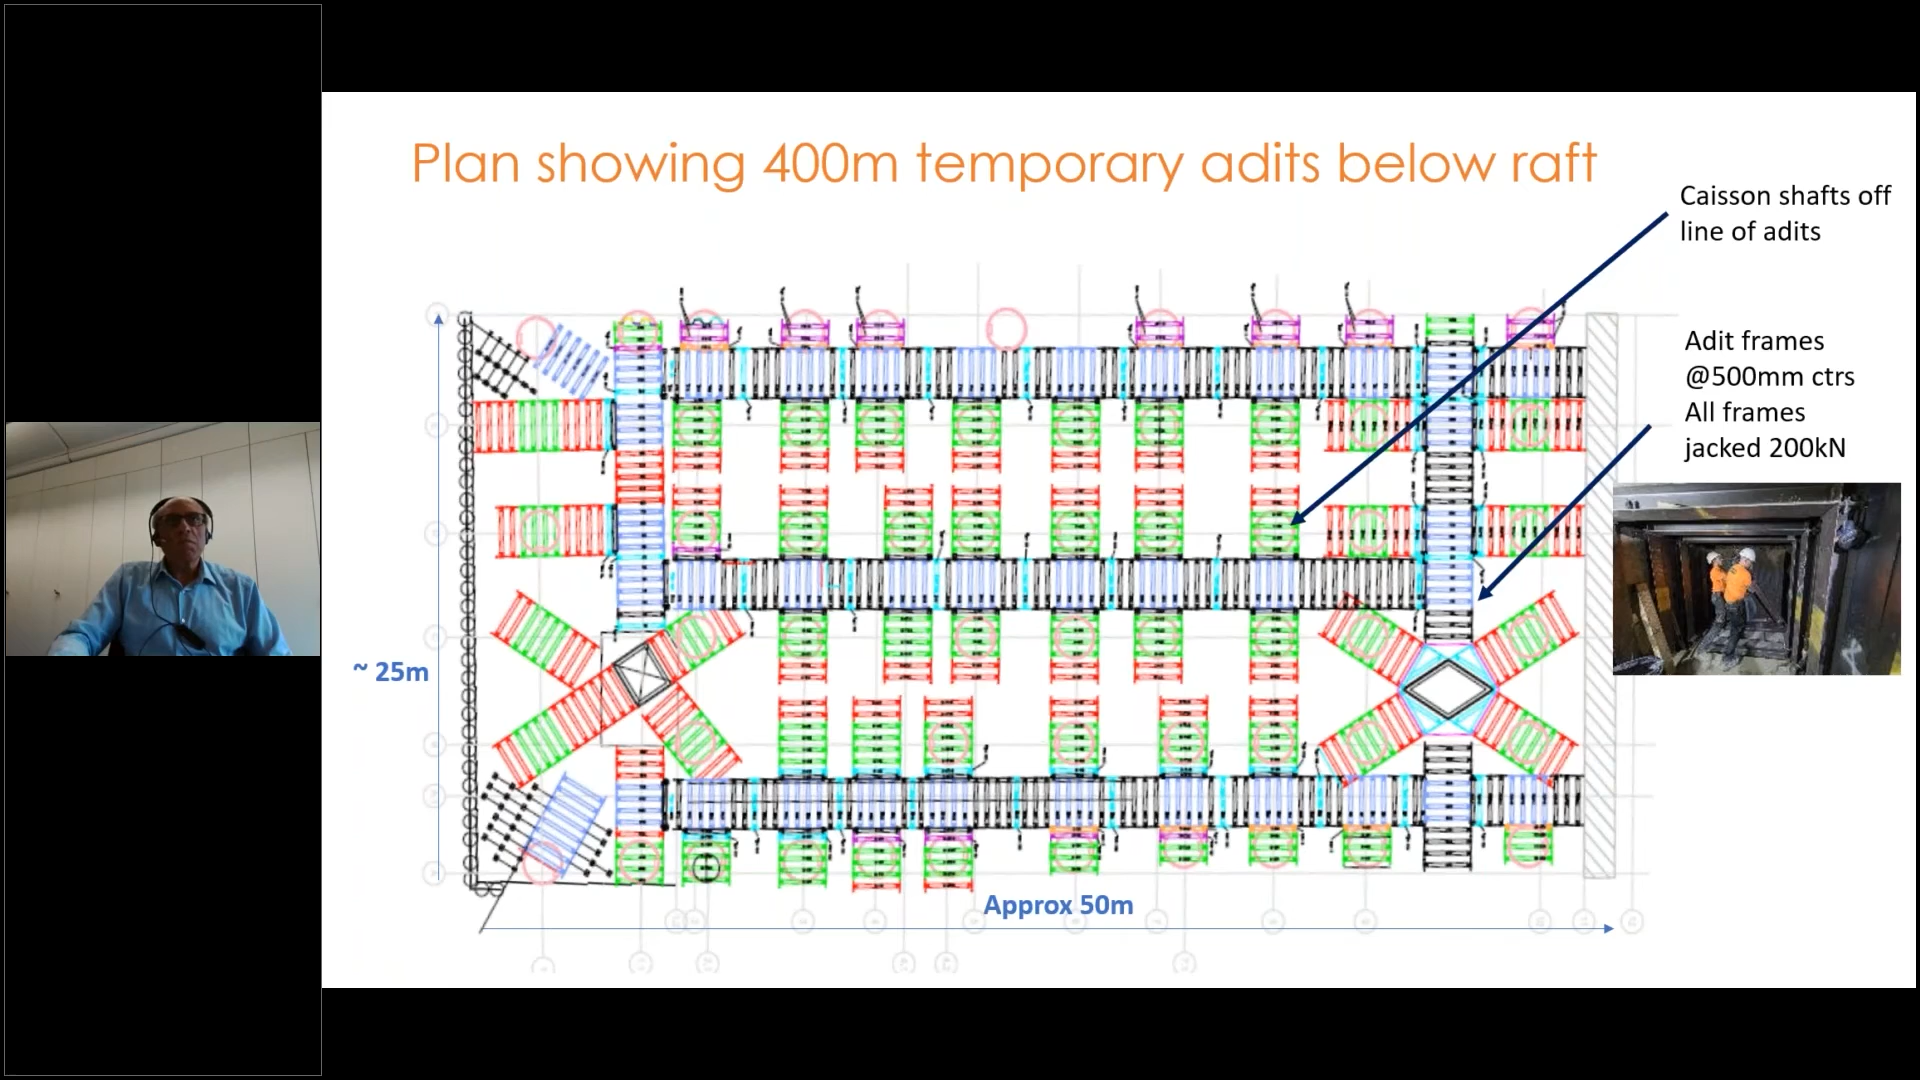 Plan showing 400m temporary adits below raft
Caisson shafts off
line of adits
Adit frames
@500mm ctrs
All frames
jacked 200kN
~ 25m
Approx 50m